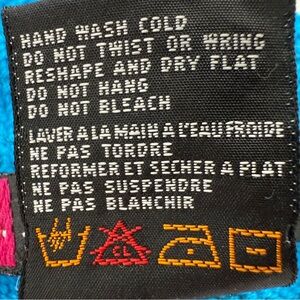 HAND WASH COLD
DO NOT TWIST OR WRING
RESHAPE AND DRY FLAT
DO NOT HANG
DO NOT BLEACH
LAVER A LA MAIN A L'EAU FROIDE
NE PAS TORDRE
REFORMER ET SECHER A PLAT
NE PAS SUSPENDRE
NE PAS BLANCHIR
CL